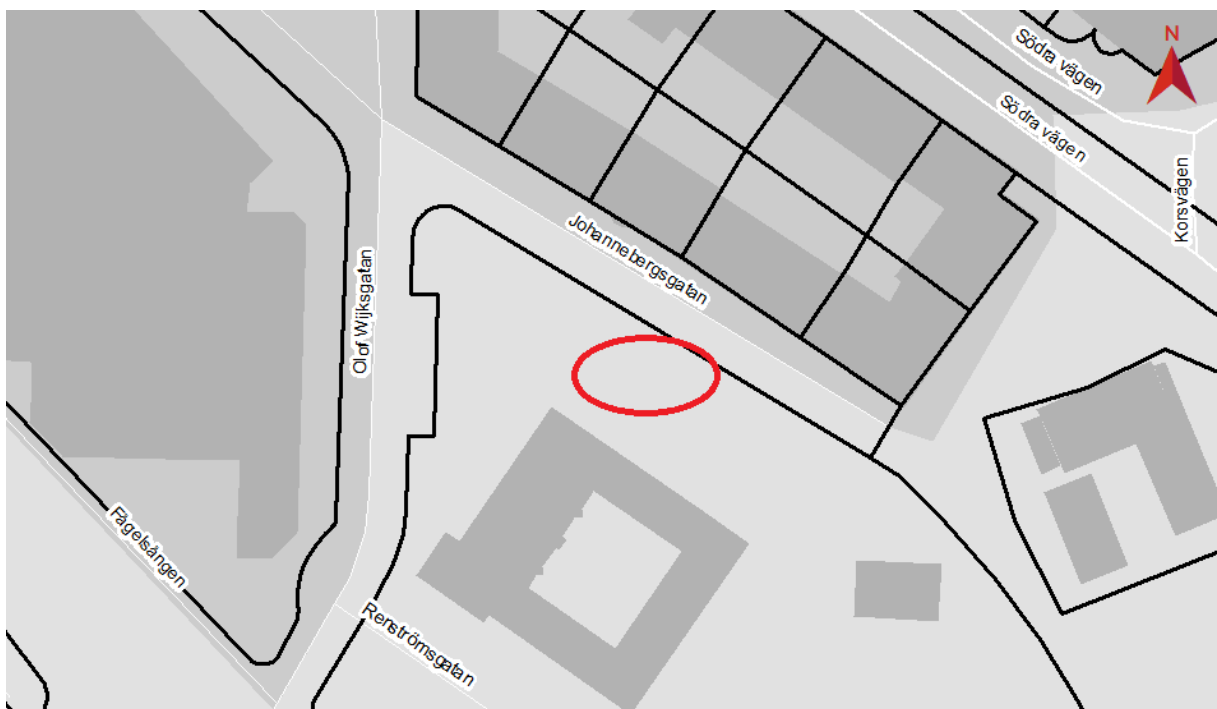 N
Södra vägen
Södra vägen
Korsvägen
Johannebergsgatan
Olof Wijksgatan
Fågelsången
Renströmsgatan